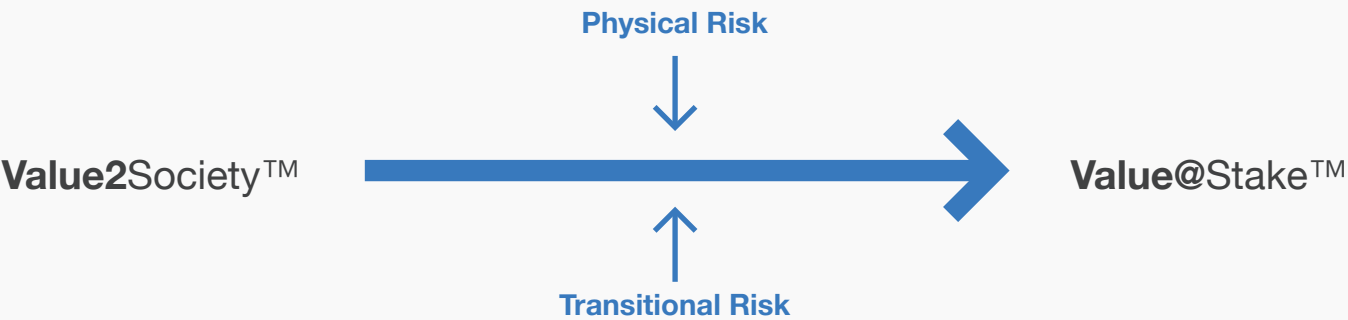 Physical Risk
Value2Society™
Value@Stake™
Transitional Risk